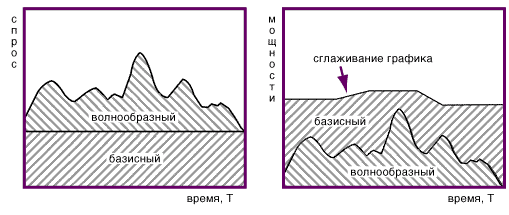 спрос
волнообразный
базисный
время, Т
мощности
сглаживание графика
базисный
волнообразный
время, Т